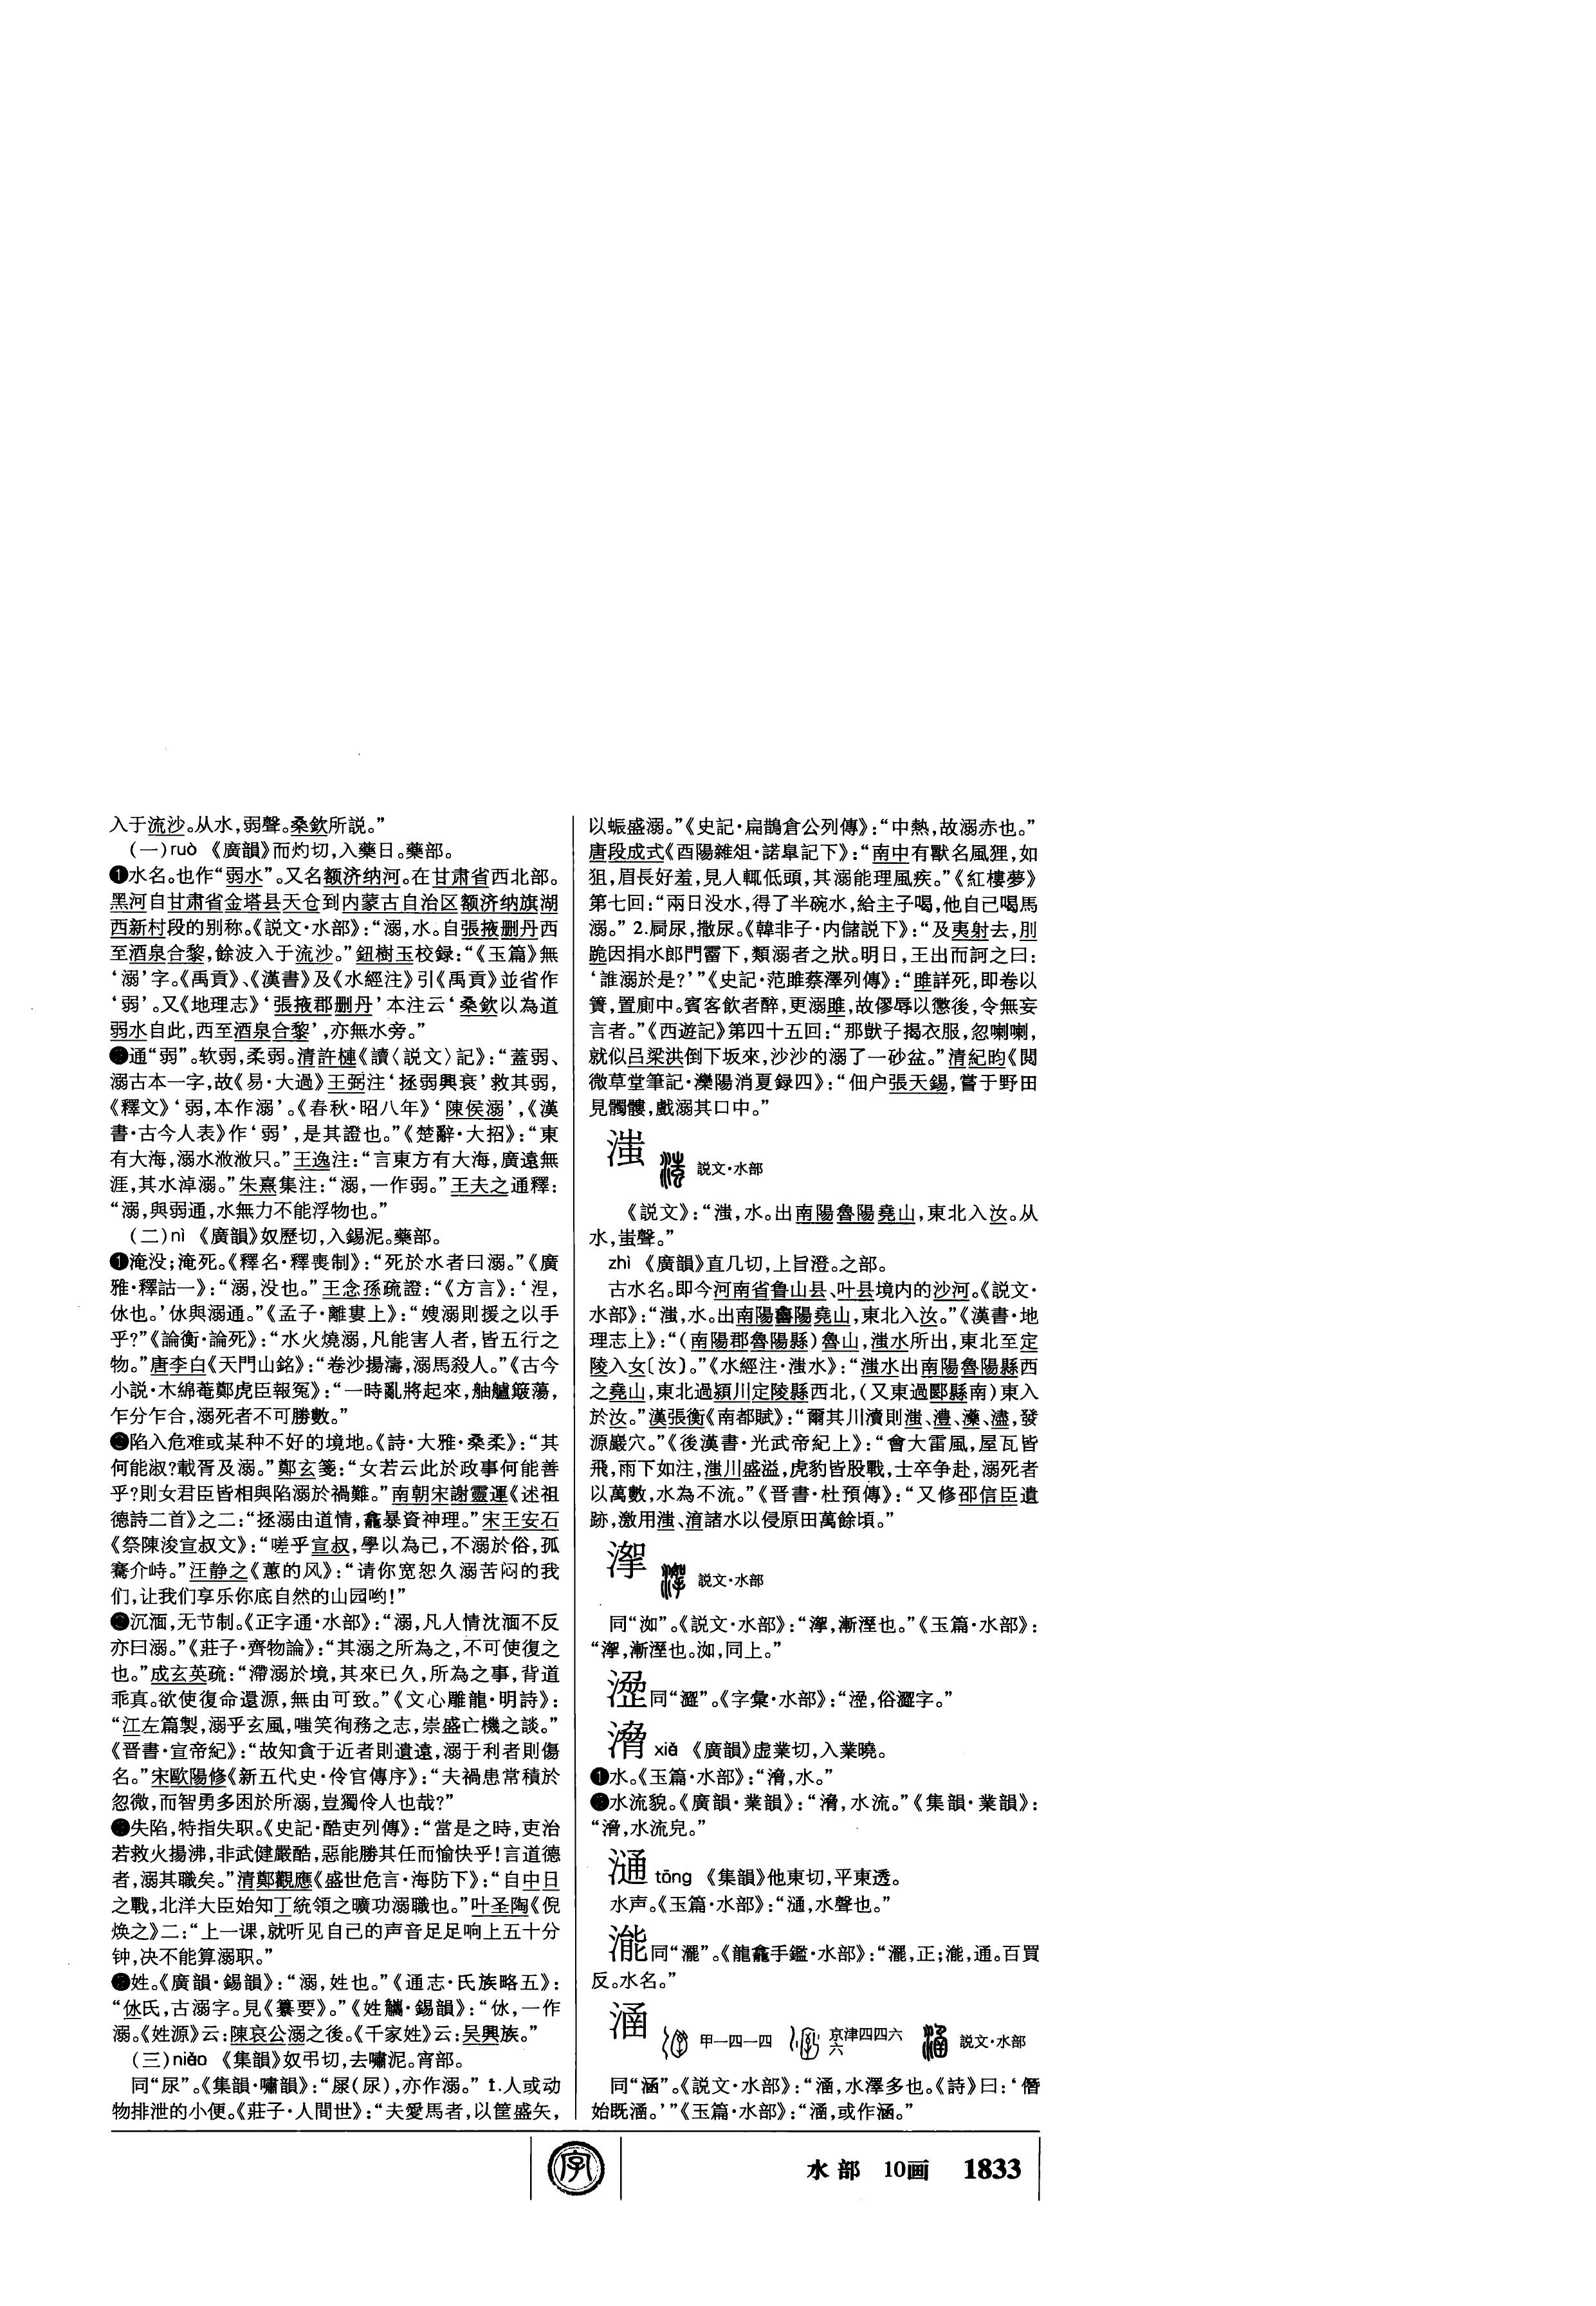 入于流沙。从水,弱聲。桑欽所説。”
(一)ruò 《廣韻》而灼切,入藥日。藥部。
❶水名。也作“弱水”。又名额济纳河。在甘肃省西北部。
黑河自甘肃省金塔县天仓到内蒙古自治区额济纳旗湖
西新村段的别称。《説文·水部》:“溺,水。自張掖删丹西
至酒泉合黎,餘波入于流沙。”鈕樹玉校録:“《玉篇》無
‘溺’字。《禹貢》、《漢書》及《水經注》引《禹貢》並省作
‘弱’。又《地理志》‘張掖郡删丹’本注云‘桑欽以為道
弱水自此,西至酒泉合黎’,亦無水旁。”
❷通“弱”。软弱,柔弱。清許槤《讀〈説文〉記》:“蓋弱、
溺古本一字,故《易·大過》王弼注‘拯弱興衰’救其弱,
《釋文》‘弱,本作溺’。《春秋·昭八年》‘陳侯溺’,《漢
書·古今人表》作‘弱’,是其證也。”《楚辭·大招》:“東
有大海,溺水浟浟只。”王逸注:“言東方有大海,廣遠無
涯,其水淖溺。”朱熹集注:“溺,一作弱。”王夫之通釋:
“溺,與弱通,水無力不能浮物也。”
(二)nì 《廣韻》奴歷切,入錫泥。藥部。
❶淹没;淹死。《釋名·釋喪制》:“死於水者曰溺。”《廣
雅·釋詁一》:“溺,没也。”王念孫疏證:“《方言》:‘涅,
休也。’休與溺通。”《孟子·離婁上》:“嫂溺則援之以手
乎?”《論衡·論死》:“水火燒溺,凡能害人者,皆五行之
物。”唐李白《天門山銘》:“卷沙揚濤,溺馬殺人。”《古今
小説·木綿菴鄭虎臣報冤》:“一時亂將起來,舳艫簸蕩,
乍分乍合,溺死者不可勝數。”
❷陷入危难或某种不好的境地。《詩·大雅·桑柔》:“其
何能淑?載胥及溺。”鄭玄箋:“女若云此於政事何能善
乎?則女君臣皆相與陷溺於禍難。”南朝宋謝靈運《述祖
德詩二首》之二:“拯溺由道情,龕暴資神理。”宋王安石
《祭陳浚宣叔文》:“嗟乎宣叔,學以為己,不溺於俗,孤
騫介峙。”汪静之《蕙的风》:“请你宽恕久溺苦闷的我
们,让我们享乐你底自然的山园哟!”
❸沉湎,无节制。《正字通·水部》:“溺,凡人情沈湎不反
亦曰溺。”《莊子·齊物論》:“其溺之所為之,不可使復之
也。”成玄英疏:“滯溺於境,其來已久,所為之事,背道
乖真。欲使復命還源,無由可致。”《文心雕龍·明詩》:
“江左篇製,溺乎玄風,嗤笑徇務之志,崇盛亡機之談。”
《晋書·宣帝紀》:“故知貪于近者則遺遠,溺于利者則傷
名。”宋歐陽修《新五代史·伶官傳序》:“夫禍患常積於
忽微,而智勇多困於所溺,豈獨伶人也哉?”
❹失陷,特指失职。《史記·酷吏列傳》:“當是之時,吏治
若救火揚沸,非武健嚴酷,惡能勝其任而愉快乎!言道德
者,溺其職矣。”清鄭觀應《盛世危言·海防下》:“自中日
之戰,北洋大臣始知丁統領之曠功溺職也。”叶圣陶《倪
焕之》二:“上一课,就听见自己的声音足足响上五十分
钟,决不能算溺职。”
❺姓。《廣韻·錫韻》:“溺,姓也。”《通志·氏族略五》:
“㲻氏,古溺字。見《纂要》。”《姓觿·錫韻》:“㲻,一作
溺。《姓源》云:陳哀公溺之後。《千家姓》云:吴興族。”
(三)niào 《集韻》奴弔切,去嘯泥。宵部。
同“尿”。《集韻·嘯韻》:“㞙(尿),亦作溺。” 1.人或动
物排泄的小便。《莊子·人間世》:“夫愛馬者,以筐盛矢,
以蜄盛溺。”《史記·扁鵲倉公列傳》:“中熱,故溺赤也。”
唐段成式《酉陽雜俎·諾皋記下》:“南中有獸名風狸,如
狙,眉長好羞,見人輒低頭,其溺能理風疾。”《紅樓夢》
第七回:“兩日没水,得了半碗水,給主子喝,他自己喝馬
溺。” 2.屙尿,撒尿。《韓非子·内儲説下》:“及夷射去,刖
跪因捐水郎門霤下,類溺者之狀。明日,王出而訶之曰:
‘誰溺於是?’”《史記·范雎蔡澤列傳》:“雎詳死,即卷以
簀,置廁中。賓客飲者醉,更溺雎,故僇辱以懲後,令無妄
言者。”《西遊記》第四十五回:“那獃子揭衣服,忽喇喇,
就似吕梁洪倒下坂來,沙沙的溺了一砂盆。”清紀昀《閲
微草堂筆記·灤陽消夏録四》:“佃户張天錫,嘗于野田
見髑髏,戲溺其口中。”
滍 説文·水部
《説文》:“滍,水。出南陽魯陽堯山,東北入汝。从
水,蚩聲。”
zhì 《廣韻》直几切,上旨澄。之部。
古水名。即今河南省鲁山县、叶县境内的沙河。《説文·
水部》:“滍,水。出南陽魯陽堯山,東北入汝。”《漢書·地
理志上》:“(南陽郡魯陽縣)魯山,滍水所出,東北至定
陵入女〔汝〕。”《水經注·滍水》:“滍水出南陽魯陽縣西
之堯山,東北過潁川定陵縣西北,(又東過郾縣南)東入
於汝。”漢張衡《南都賦》:“爾其川瀆則滍、澧、濜,發
源巖穴。”《後漢書·光武帝紀上》:“會大雷風,屋瓦皆
飛,雨下如注,滍川盛溢,虎豹皆股戰,士卒争赴,溺死者
以萬數,水為不流。”《晋書·杜預傳》:“又修邵信臣遺
跡,激用滍、淯諸水以侵原田萬餘頃。”
㴰 説文·水部
同“洳”。《説文·水部》:“㴰,漸溼也。”《玉篇·水部》:
“㴰,漸溼也。洳,同上。”
同“澀”。《字彙·水部》:“俗澀字。”
xiè 《廣韻》虚業切,入業曉。
❶水。《玉篇·水部》:“水。”
❷水流貌。《廣韻·業韻》:“水流。”《集韻·業韻》:
“水流皃。”
㴲 tōng 《集韻》他東切,平東透。
水声。《玉篇·水部》:“水聲也。”
同“灑”。《龍龕手鑑·水部》:“正;通。百買
反。水名。”
㴠 甲一四一四 京津四四六六 説文·水部
同“涵”。《説文·水部》:“㴠,水澤多也。《詩》曰:‘僭
始既㴠。’”《玉篇·水部》:“㴠,或作涵。”
字
水部 10画 1833